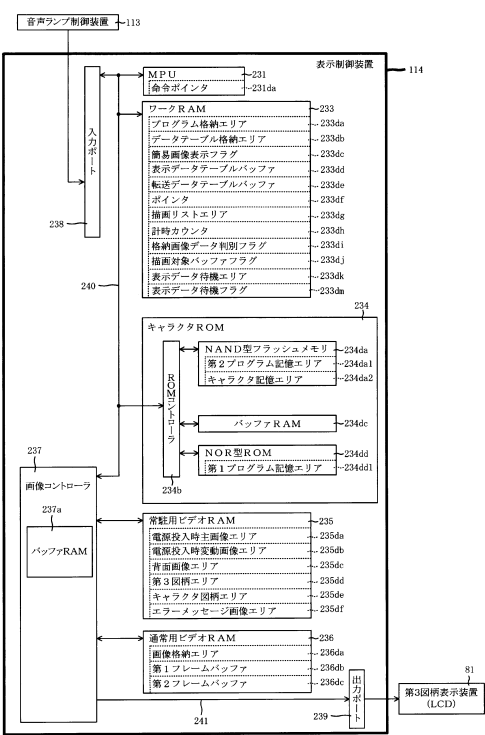 音声ランプ制御装置
113
表示制御装置
114
入力ポート
238
MPU
231
命令ポインタ
231da
ワークRAM
233
プログラム格納エリア
233da
データテーブル格納エリア
233db
簡易画像表示フラグ
233dc
表示データテーブルバッファ
233dd
転送データテーブルバッファ
233de
ポインタ
233df
描画リストエリア
233dg
計時カウンタ
233dh
格納画像データ判別フラグ
233di
描画対象バッファフラグ
233dj
表示データ待機エリア
233dk
表示データ待機フラグ
233dm
240
234
キャラクタROM
ROMコントローラ
234b
NAND型フラッシュメモリ
234da
第2プログラム記憶エリア
234da1
キャラクタ記憶エリア
234da2
バッファRAM
234dc
NOR型ROM
234dd
第1プログラム記憶エリア
234dd1
237
画像コントローラ
237a
バッファRAM
常駐用ビデオRAM
235
電源投入時主画像エリア
235da
電源投入時変動画像エリア
235db
背面画像エリア
235dc
第3図柄エリア
235dd
キャラクタ図柄エリア
235de
エラーメッセージ画像エリア
235df
通常用ビデオRAM
236
画像格納エリア
236da
第1フレームバッファ
236db
第2フレームバッファ
236dc
241
出力ポート
239
81
第3図柄表示装置
(LCD)